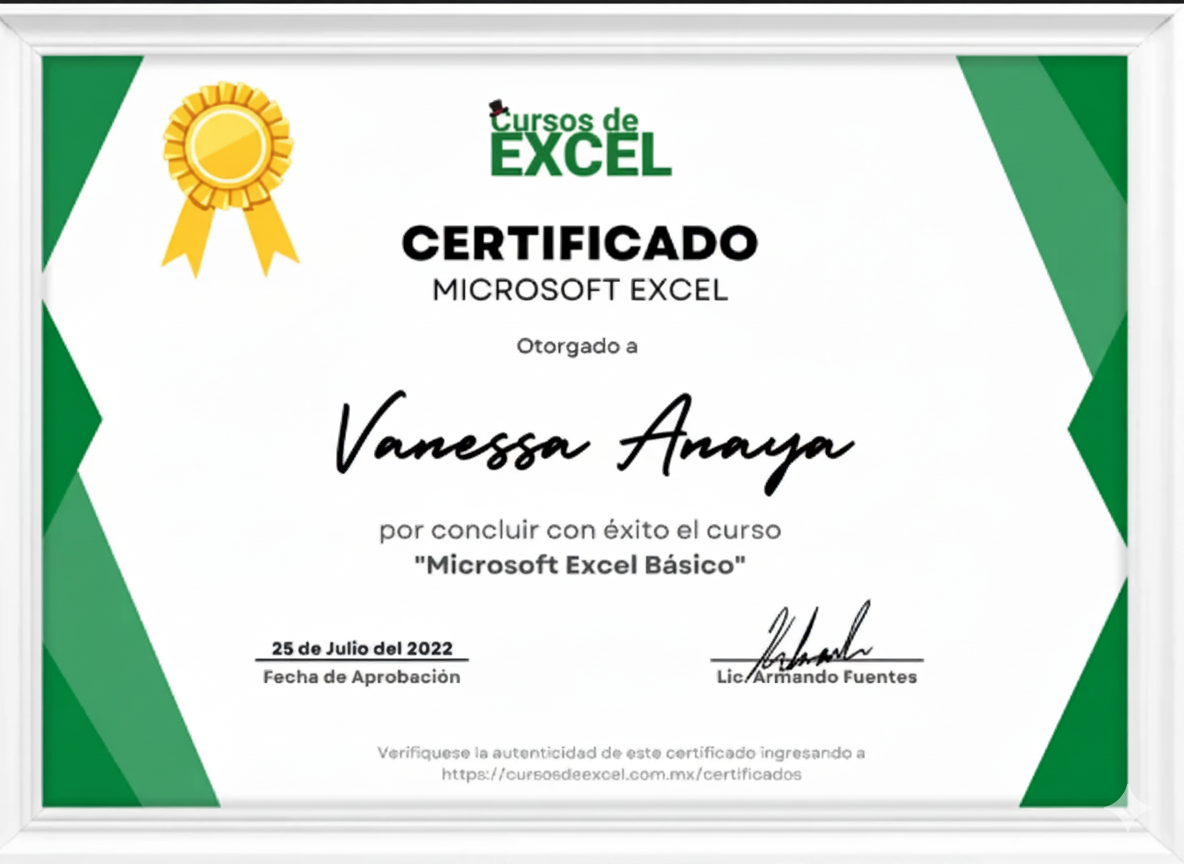 Cursos de
EXCEL
CERTIFICADO
MICROSOFT EXCEL
Otorgado a
Vanessa Anaya
por concluir con éxito el curso
"Microsoft Excel Básico"
25 de Julio del 2022
Fecha de Aprobación
Lic. Armando Fuentes
Verifiquese la autenticidad de este certificado ingresando a
https://cursosdeexcel.com.mx/certificados